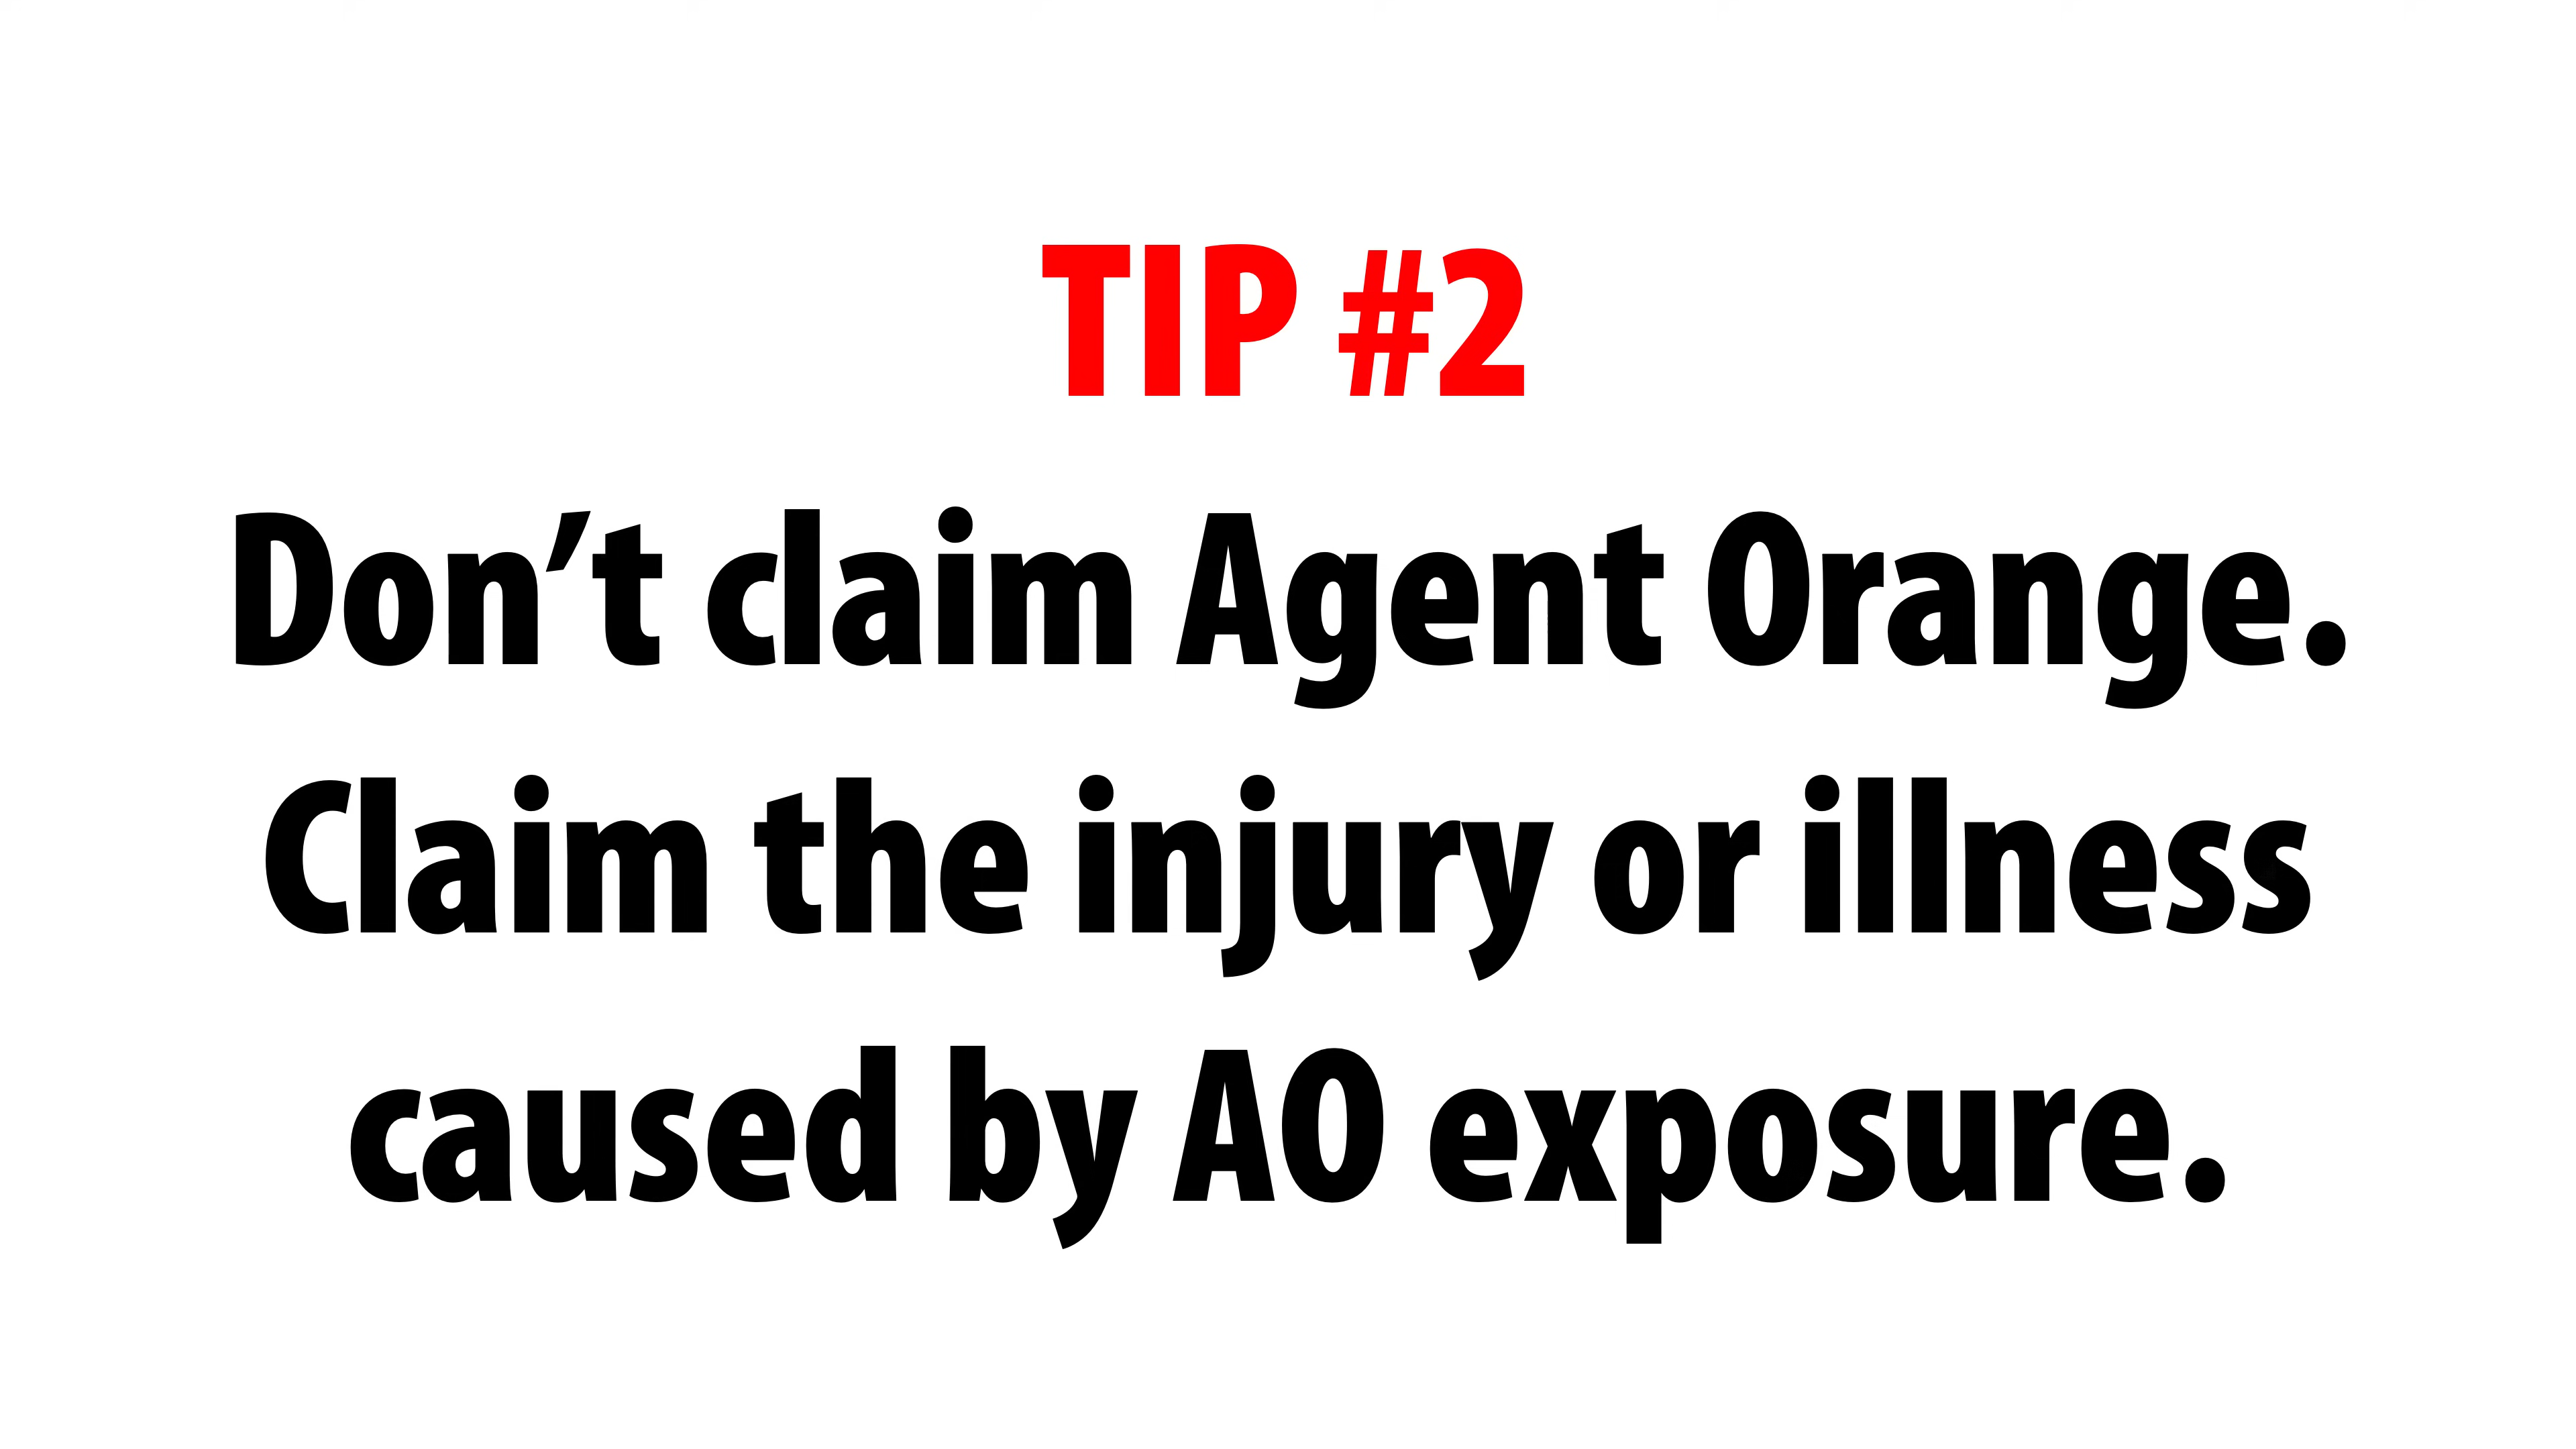 TIP #2
Don’t claim Agent Orange.
Claim the injury or illness
caused by AO exposure.